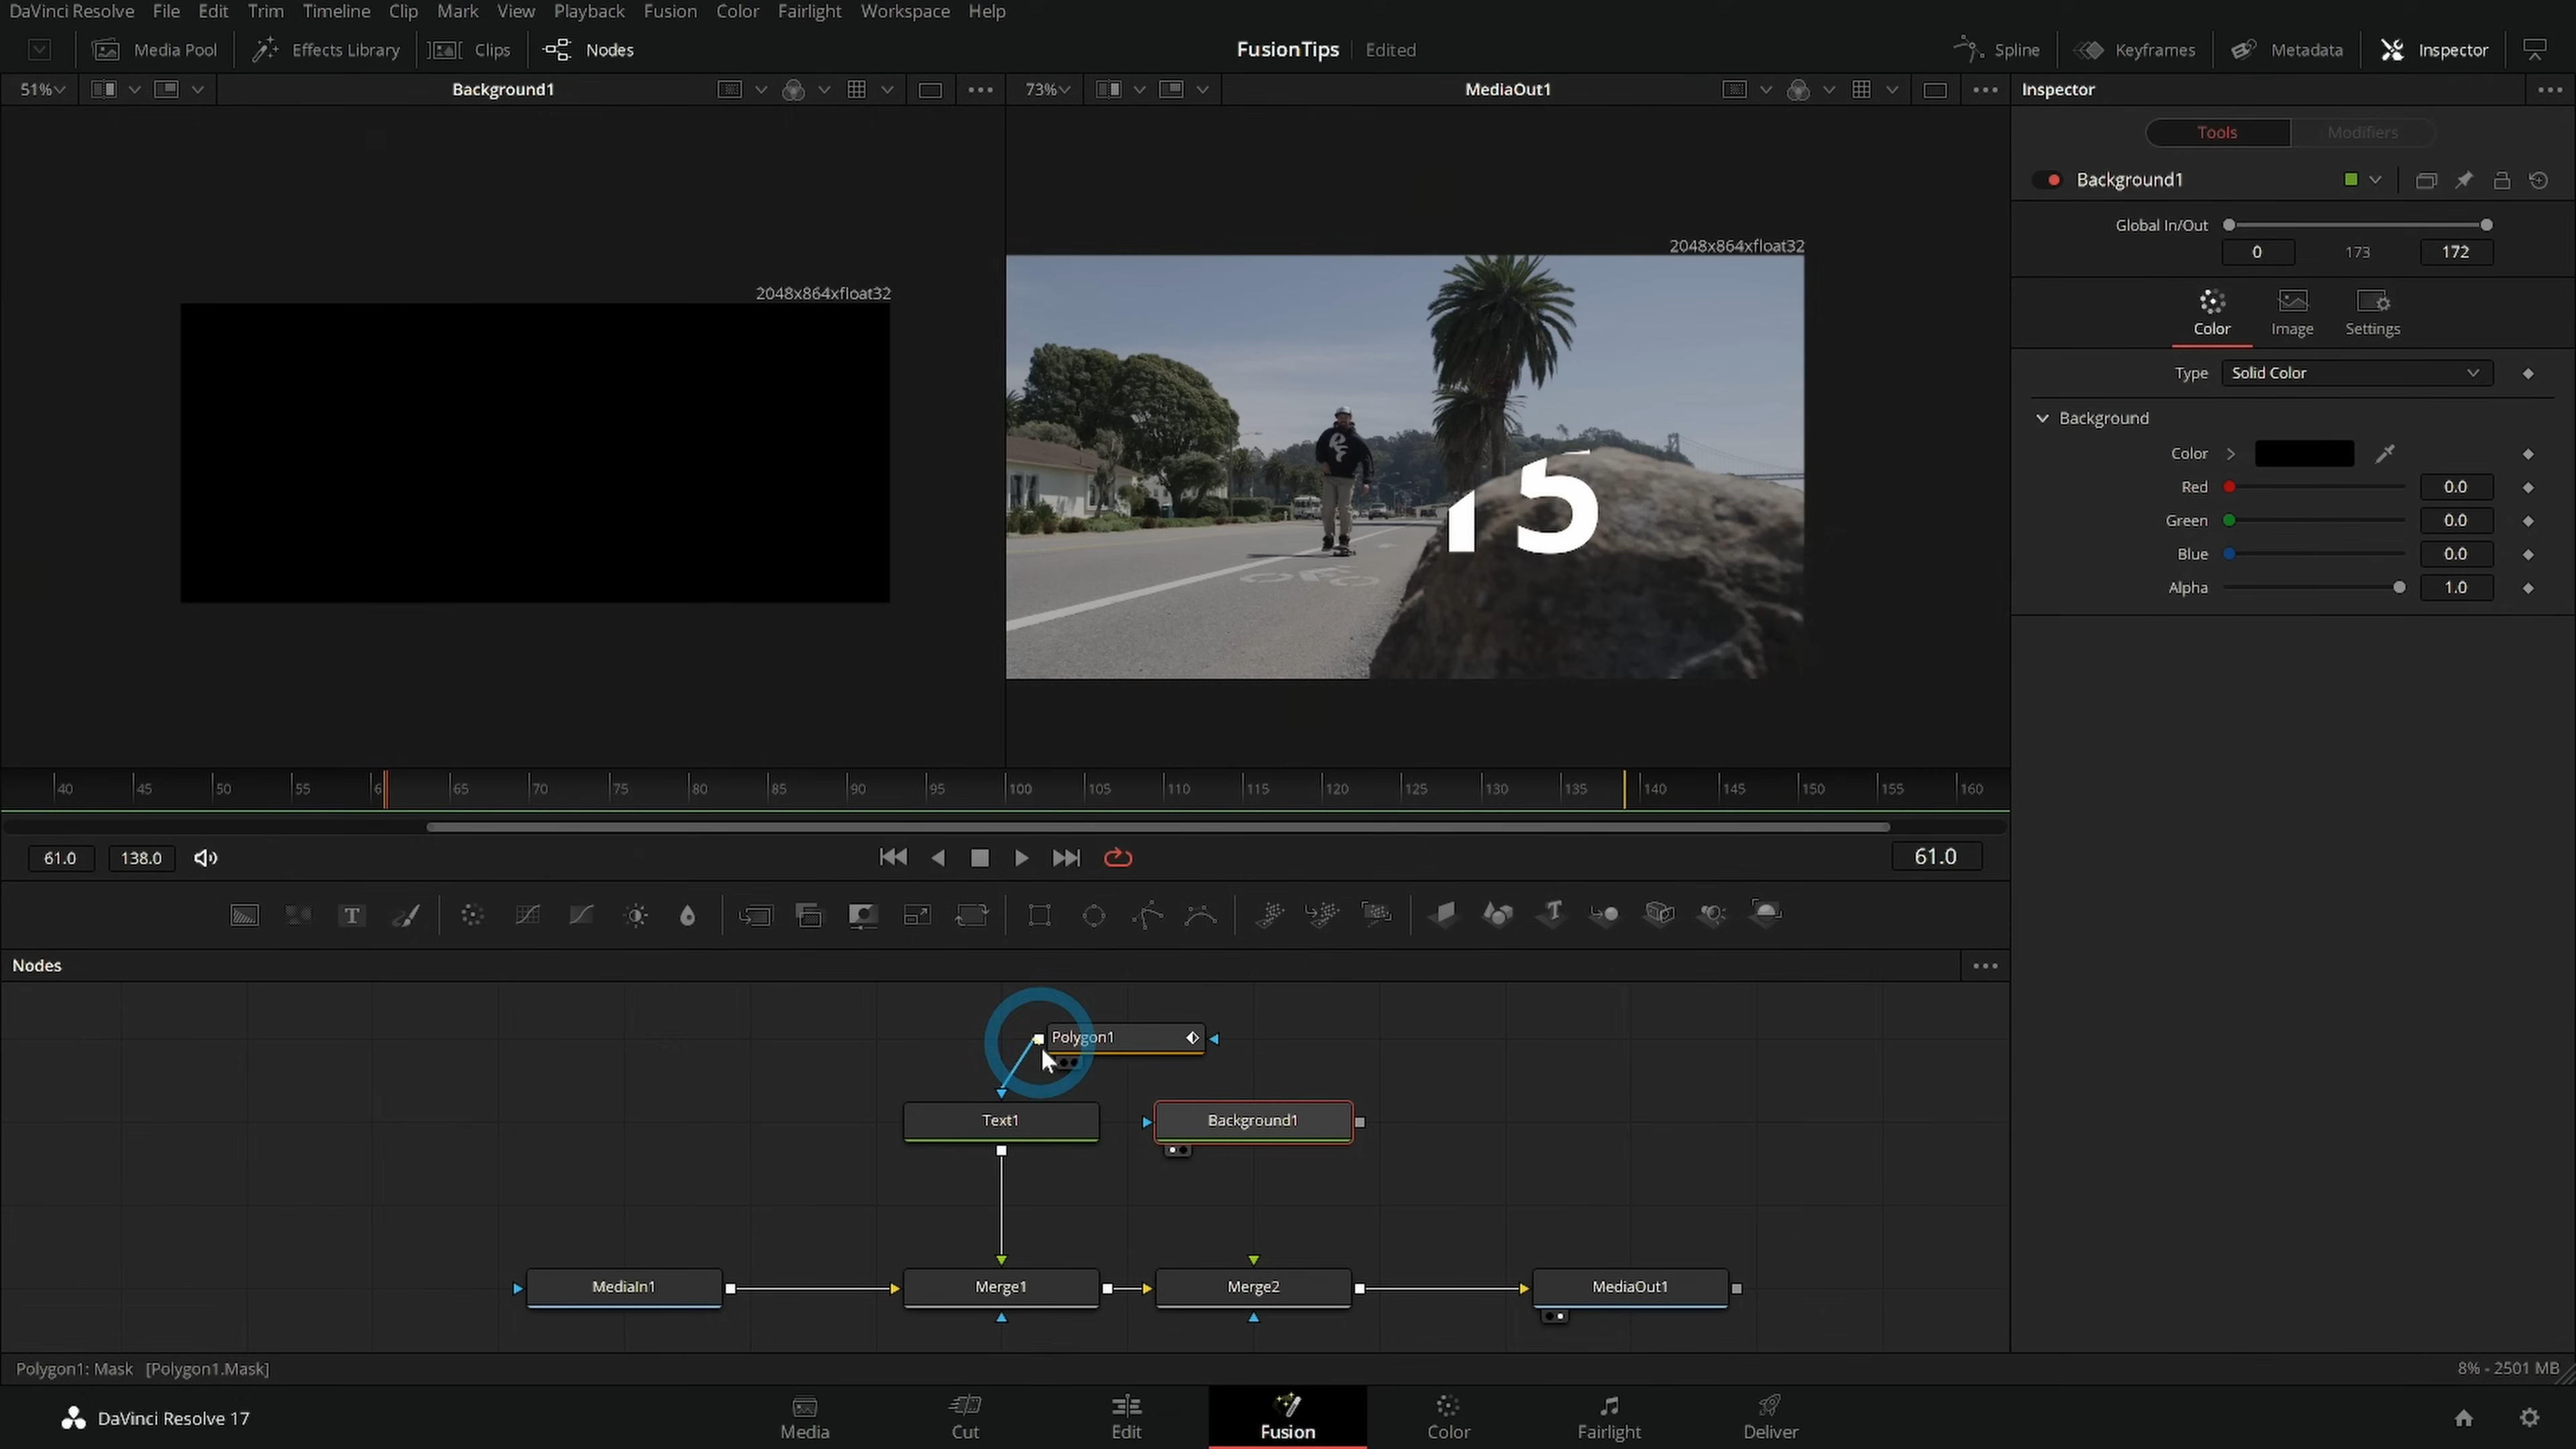 DaVinci Resolve File Edit Trim Timeline Clip Mark View Playback Fusion Color Fairlight Workspace Help
Media Pool Effects Library Clips Nodes FusionTips Edited Spline Keyframes Metadata Inspector
51% Background1 73% MediaOut1 Inspector
Tools Modifiers
Background1
Global In/Out
0 173 172
Color Image Settings
Type Solid Color
Background
Color
Red 0.0
Green 0.0
Blue 0.0
Alpha 1.0
2048x864xfloat32
2048x864xfloat32
15
40 45 50 55 6 65 70 75 80 85 90 95 100 105 110 115 120 125 130 135 140 145 150 155 160
61.0 138.0 61.0
Nodes
Polygon1
Text1 Background1
MediaIn1 Merge1 Merge2 MediaOut1
Polygon1: Mask [Polygon1.Mask] 8% - 2501 MB
DaVinci Resolve 17 Media Cut Edit Fusion Color Fairlight Deliver